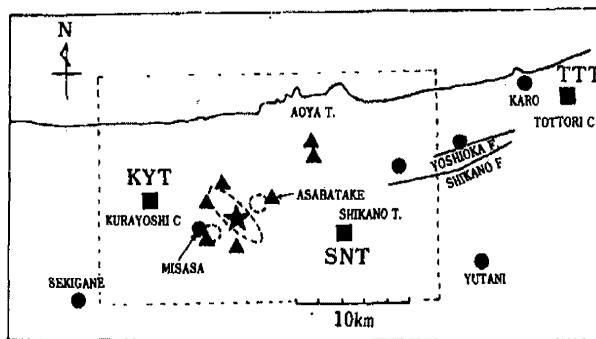 N
TTT
KARO
TOTTORI C
AOYA T.
YOSHIOKA F.
SHIKANO F
ASABATAKE
KYT
KURAYOSHI C
SHIKANO T.
SNT
MISASA
YUTANI
SEKIGANE
10km